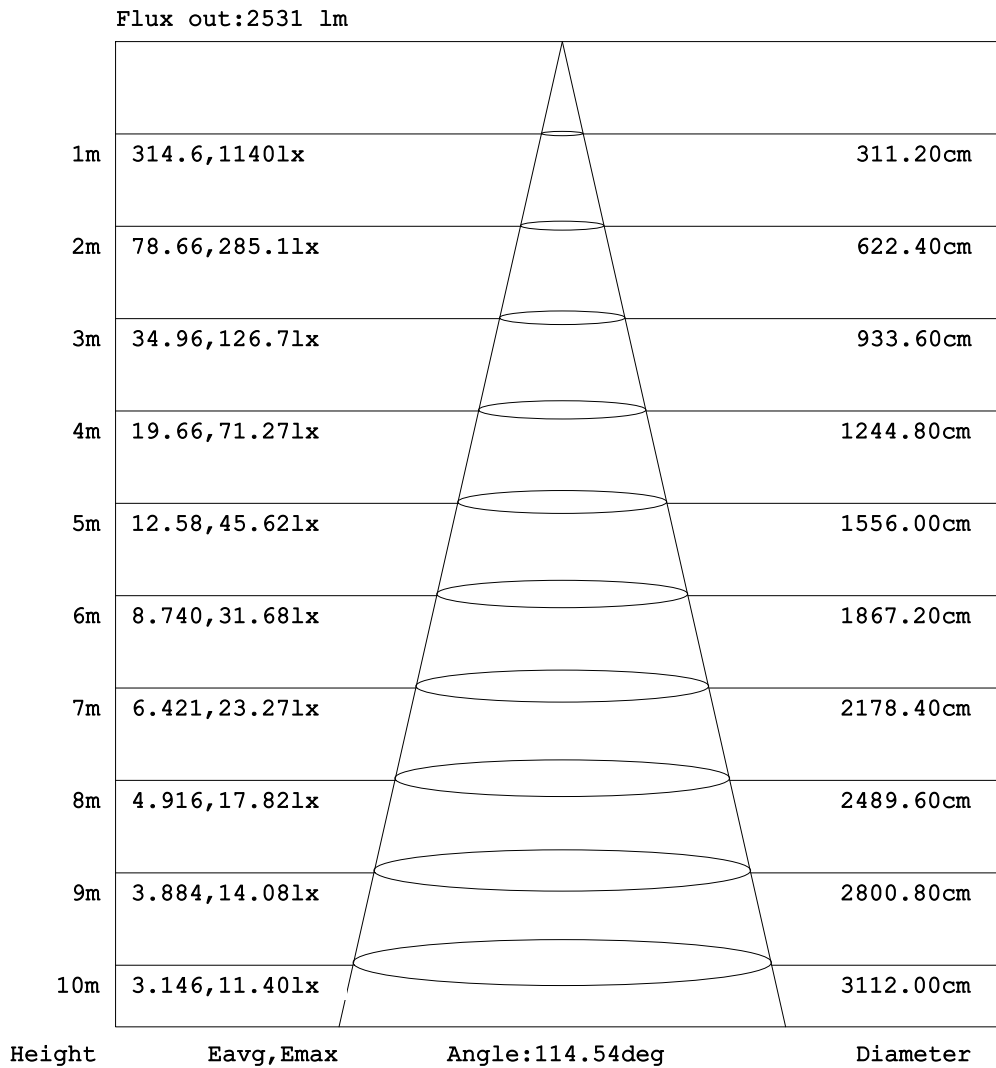 Flux out:2531 lm
1m 314.6,1140lx 311.20cm
2m 78.66,285.1lx 622.40cm
3m 34.96,126.7lx 933.60cm
4m 19.66,71.27lx 1244.80cm
5m 12.58,45.62lx 1556.00cm
6m 8.740,31.68lx 1867.20cm
7m 6.421,23.27lx 2178.40cm
8m 4.916,17.82lx 2489.60cm
9m 3.884,14.08lx 2800.80cm
10m 3.146,11.40lx 3112.00cm
Height Eavg,Emax Angle:114.54deg Diameter